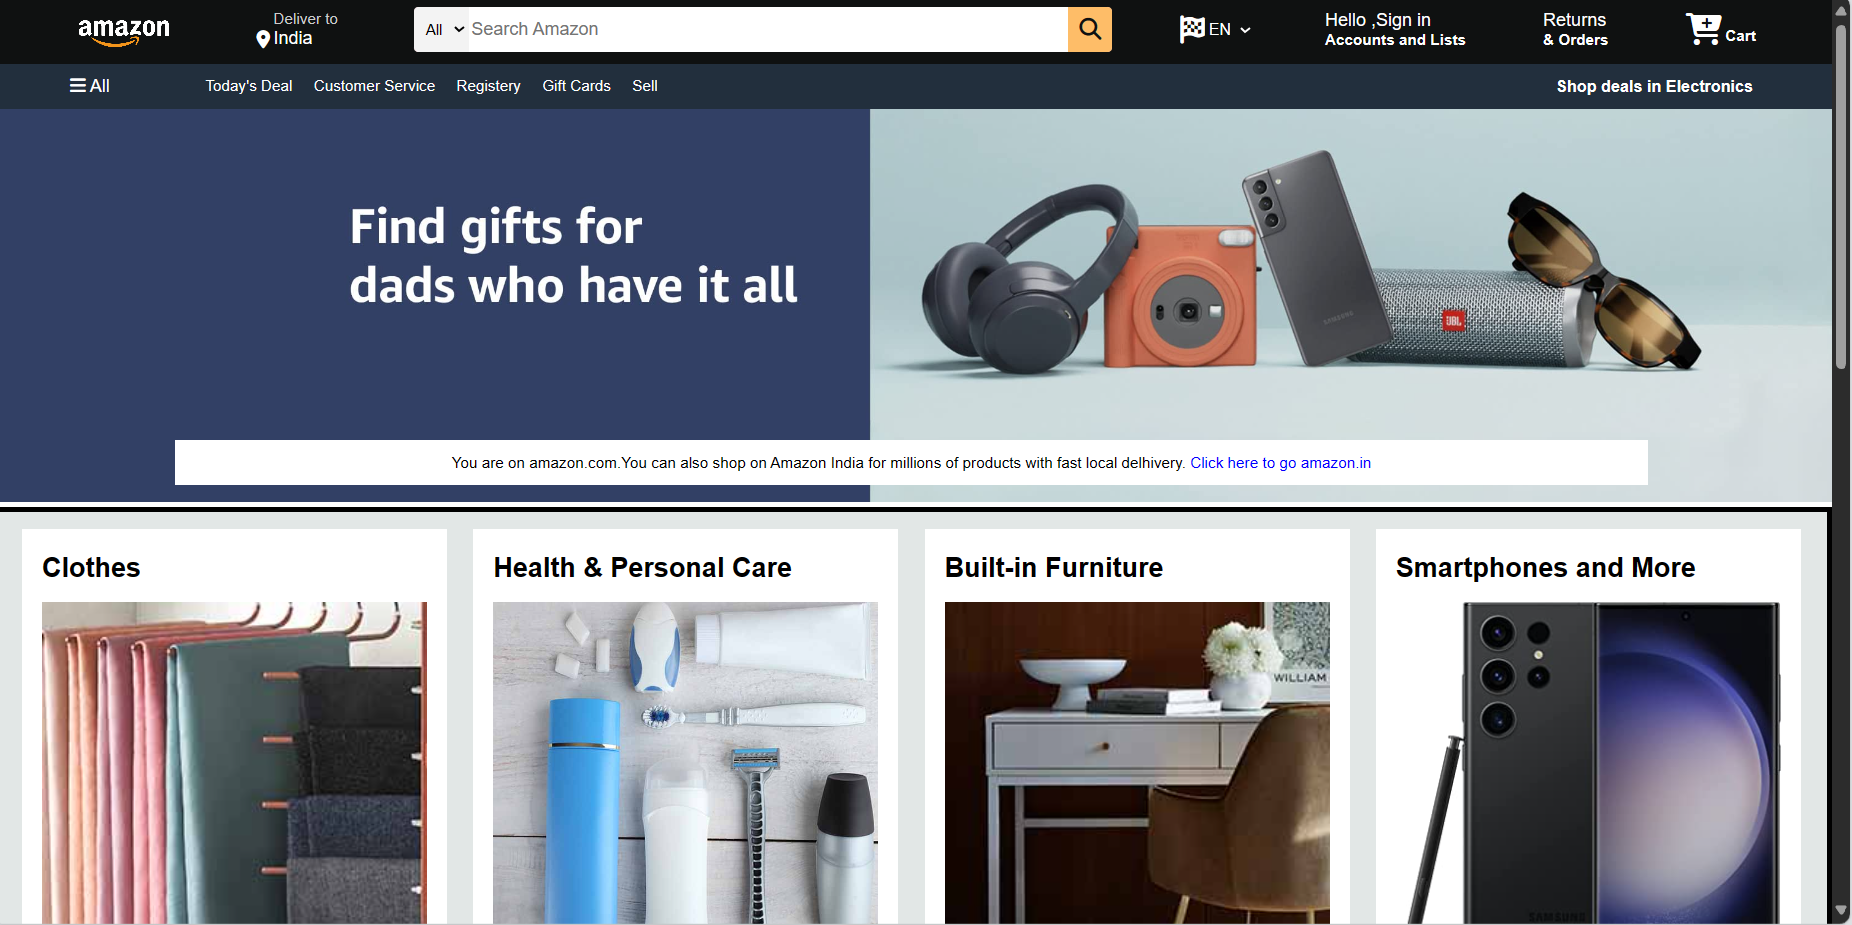 amazon
Deliver to
India
All
Search Amazon
EN
Hello ,Sign in
Accounts and Lists
Returns
& Orders
Cart
All
Today's Deal
Customer Service
Registery
Gift Cards
Sell
Shop deals in Electronics
Find gifts for
dads who have it all
SAMSUNG
JBL
You are on amazon.com.You can also shop on Amazon India for millions of products with fast local delhivery. Click here to go amazon.in
Clothes
Health & Personal Care
Built-in Furniture
Smartphones and More
WILLIAM
SAMSUNG